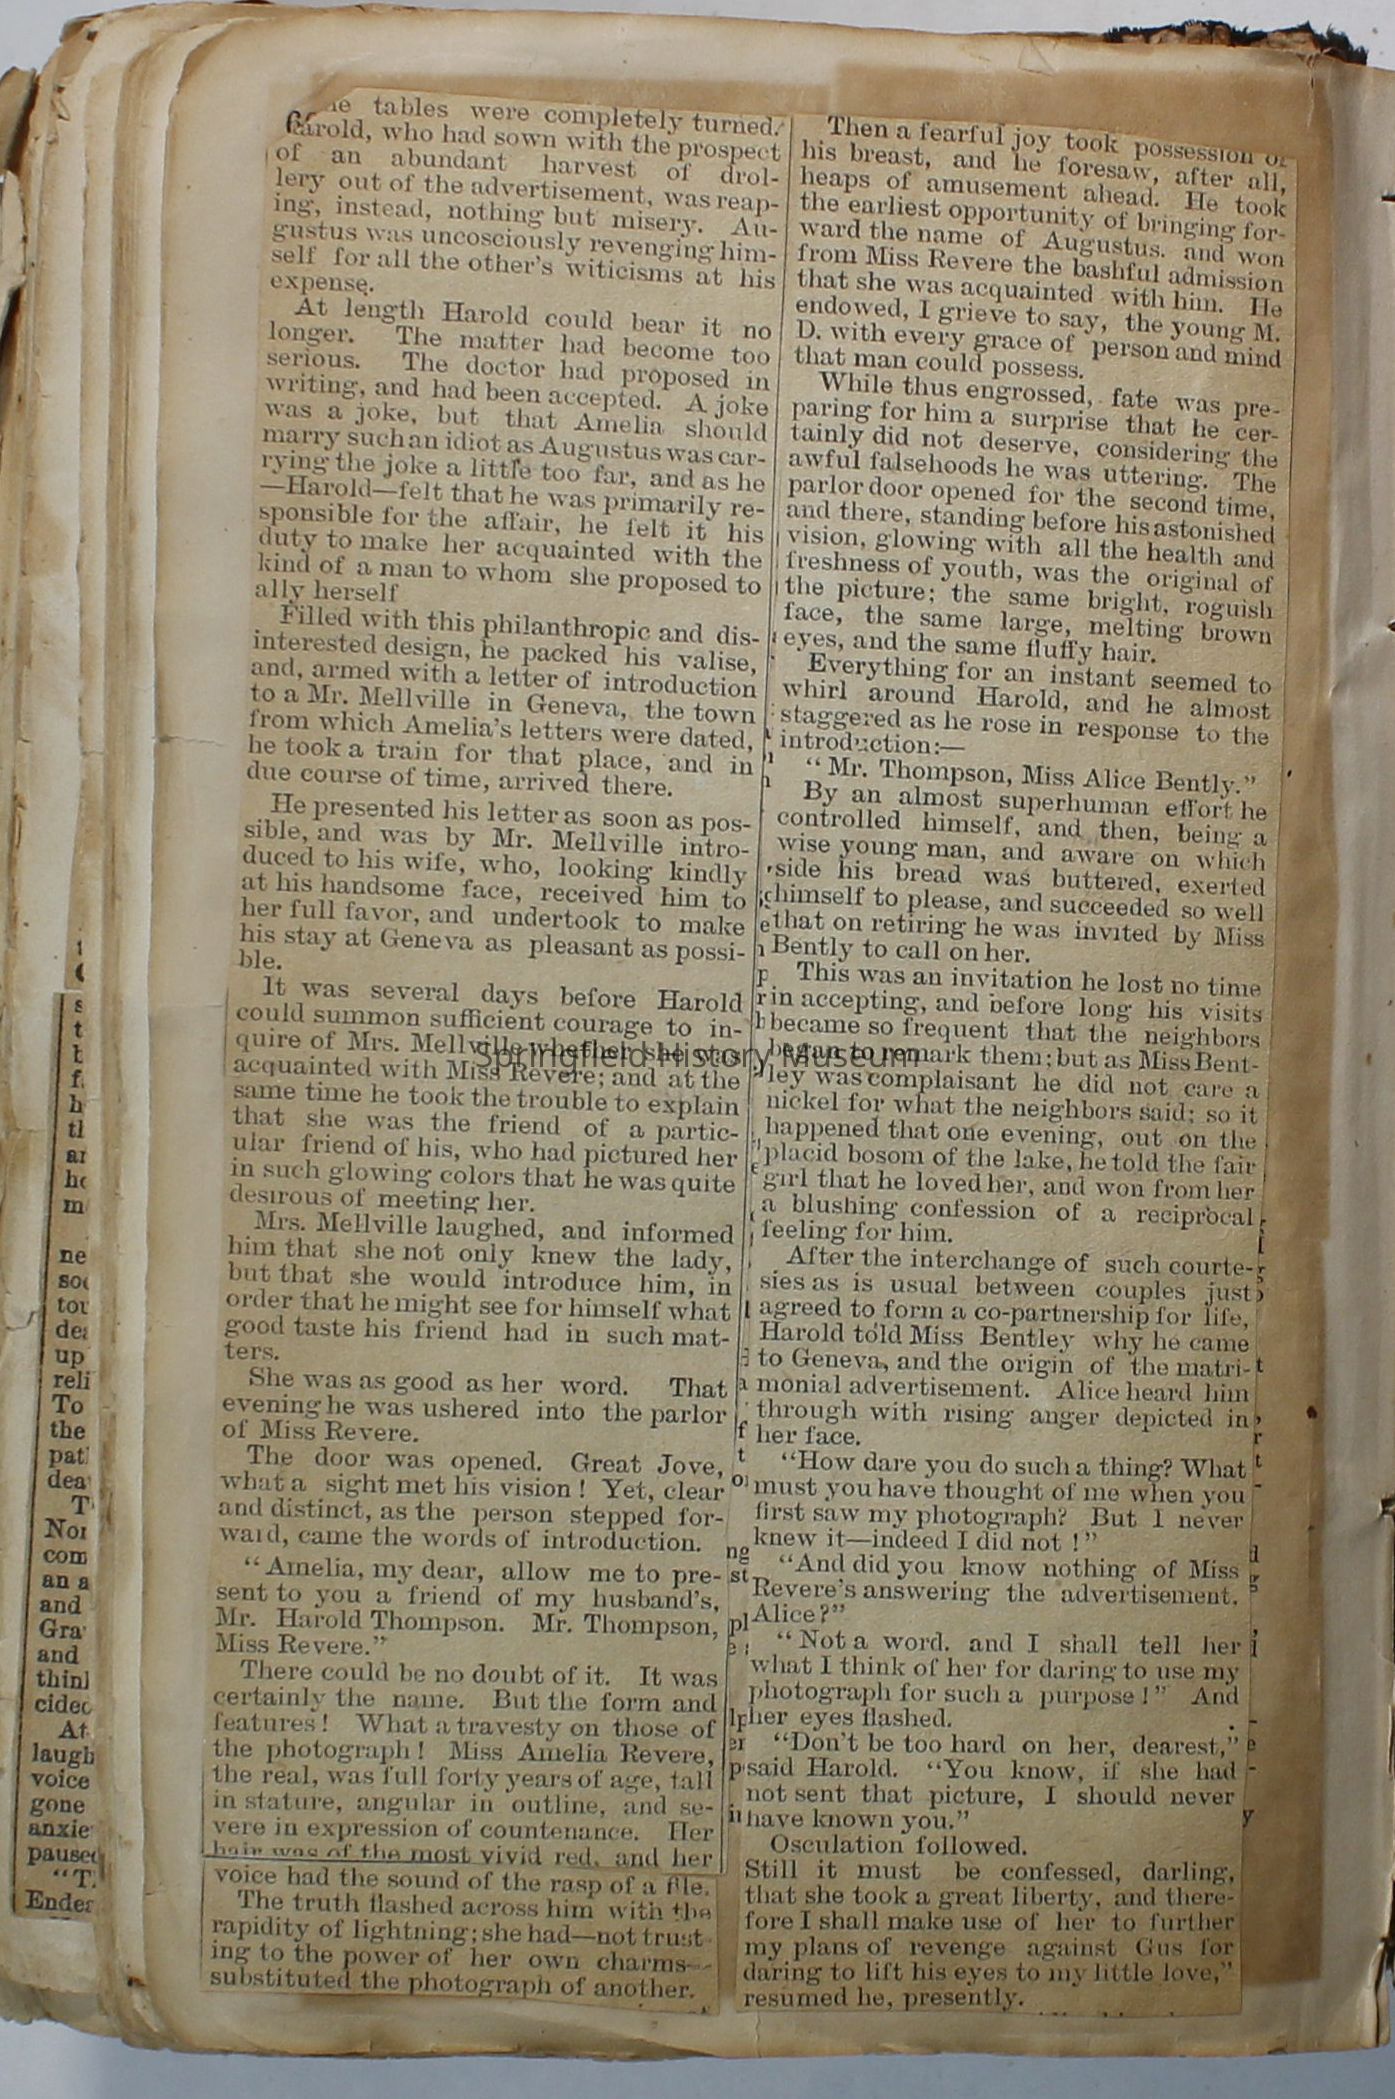 tables were completely turned.
Harold, who had sown with the prospect
of an abundant harvest of drol-
lery out of the advertisement, was reap-
ing, instead, nothing but misery. Au-
gustus was uncosciously revenging him-
self for all the other's witicisms at his
expense.
At length Harold could bear it no
longer. The matter had become too
serious. The doctor had proposed in
writing, and had been accepted. A joke
was a joke, but that Amelia should
marry such an idiot as Augustus was car-
rying the joke a little too far, and as he
—Harold—felt that he was primarily re-
sponsible for the affair, he felt it his
duty to make her acquainted with the
kind of a man to whom she proposed to
ally herself
Filled with this philanthropic and dis-
interested design, he packed his valise,
and, armed with a letter of introduction
to a Mr. Mellville in Geneva, the town
from which Amelia's letters were dated,
he took a train for that place, and in
due course of time, arrived there.
He presented his letter as soon as pos-
sible, and was by Mr. Mellville intro-
duced to his wife, who, looking kindly
at his handsome face, received him to
her full favor, and undertook to make
his stay at Geneva as pleasant as possi-
ble.
It was several days before Harold
could summon sufficient courage to in-
quire of Mrs. Mellville whether she was
acquainted with Miss Revere; and at the
same time he took the trouble to explain
that she was the friend of a partic-
ular friend of his, who had pictured her
in such glowing colors that he was quite
desirous of meeting her.
Mrs. Mellville laughed, and informed
him that she not only knew the lady,
but that she would introduce him, in
order that he might see for himself what
good taste his friend had in such mat-
ters.
She was as good as her word. That
evening he was ushered into the parlor
of Miss Revere.
The door was opened. Great Jove,
what a sight met his vision! Yet, clear
and distinct, as the person stepped for-
ward, came the words of introduction.
"Amelia, my dear, allow me to pre-
sent to you a friend of my husband's,
Mr. Harold Thompson. Mr. Thompson,
Miss Revere."
There could be no doubt of it. It was
certainly the name. But the form and
features! What a travesty on those of
the photograph! Miss Amelia Revere,
the real, was full forty years of age, tall
in stature, angular in outline, and se-
vere in expression of countenance. Her
hair was of the most vivid red, and her
voice had the sound of the rasp of a file.
The truth flashed across him with the
rapidity of lightning; she had—not trust-
ing to the power of her own charms—
substituted the photograph of another.
Then a fearful joy took possession of
his breast, and he foresaw, after all,
heaps of amusement ahead. He took
the earliest opportunity of bringing for-
ward the name of Augustus. and won
from Miss Revere the bashful admission
that she was acquainted with him. He
endowed, I grieve to say, the young M.
D. with every grace of person and mind
that man could possess.
While thus engrossed, fate was pre-
paring for him a surprise that he cer-
tainly did not deserve, considering the
awful falsehoods he was uttering. The
parlor door opened for the second time,
and there, standing before his astonished
vision, glowing with all the health and
freshness of youth, was the original of
the picture; the same bright, roguish
face, the same large, melting brown
eyes, and the same fluffy hair.
Everything for an instant seemed to
whirl around Harold, and he almost
staggered as he rose in response to the
introduction:—
"Mr. Thompson, Miss Alice Bently."
By an almost superhuman effort he
controlled himself, and then, being a
wise young man, and aware on which
side his bread was buttered, exerted
himself to please, and succeeded so well
that on retiring he was invited by Miss
Bently to call on her.
This was an invitation he lost no time
in accepting, and before long his visits
became so frequent that the neighbors
began to remark them; but as Miss Bent-
ley was complaisant he did not care a
nickel for what the neighbors said; so it
happened that one evening, out on the
placid bosom of the lake, he told the fair
girl that he loved her, and won from her
a blushing confession of a reciprocal
feeling for him.
After the interchange of such courte-
sies as is usual between couples just
agreed to form a co-partnership for life,
Harold told Miss Bentley why he came
to Geneva, and the origin of the matri-
monial advertisement. Alice heard him
through with rising anger depicted in
her face.
"How dare you do such a thing? What
must you have thought of me when you
first saw my photograph? But I never
knew it—indeed I did not!"
"And did you know nothing of Miss
Revere's answering the advertisement,
Alice?"
"Not a word. and I shall tell her
what I think of her for daring to use my
photograph for such a purpose!" And
her eyes flashed.
"Don't be too hard on her, dearest,"
said Harold. "You know, if she had
not sent that picture, I should never
have known you."
Osculation followed.
Still it must be confessed, darling,
that she took a great liberty, and there-
fore I shall make use of her to further
my plans of revenge against Gus for
daring to lift his eyes to my little love,"
resumed he, presently.
Springfield History Museum